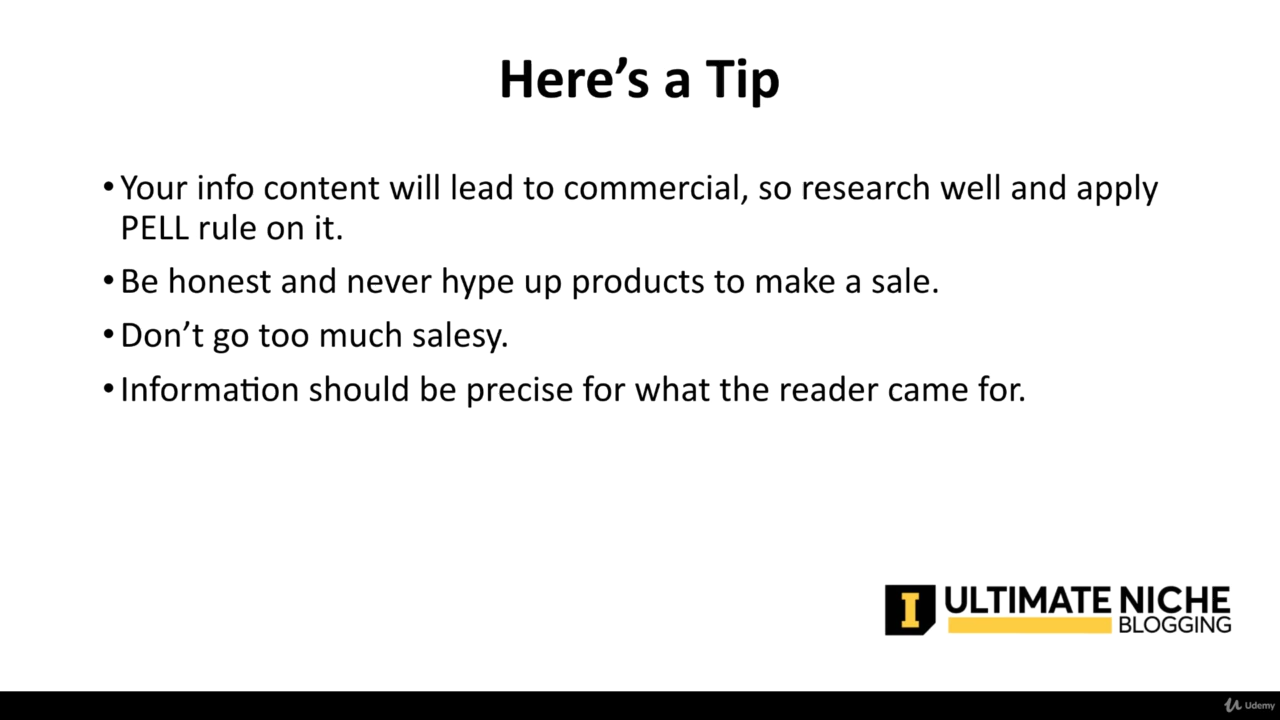 Here’s a Tip
• Your info content will lead to commercial, so research well and apply
PELL rule on it.
• Be honest and never hype up products to make a sale.
• Don’t go too much salesy.
• Information should be precise for what the reader came for.
I
ULTIMATE NICHE
BLOGGING
Udemy